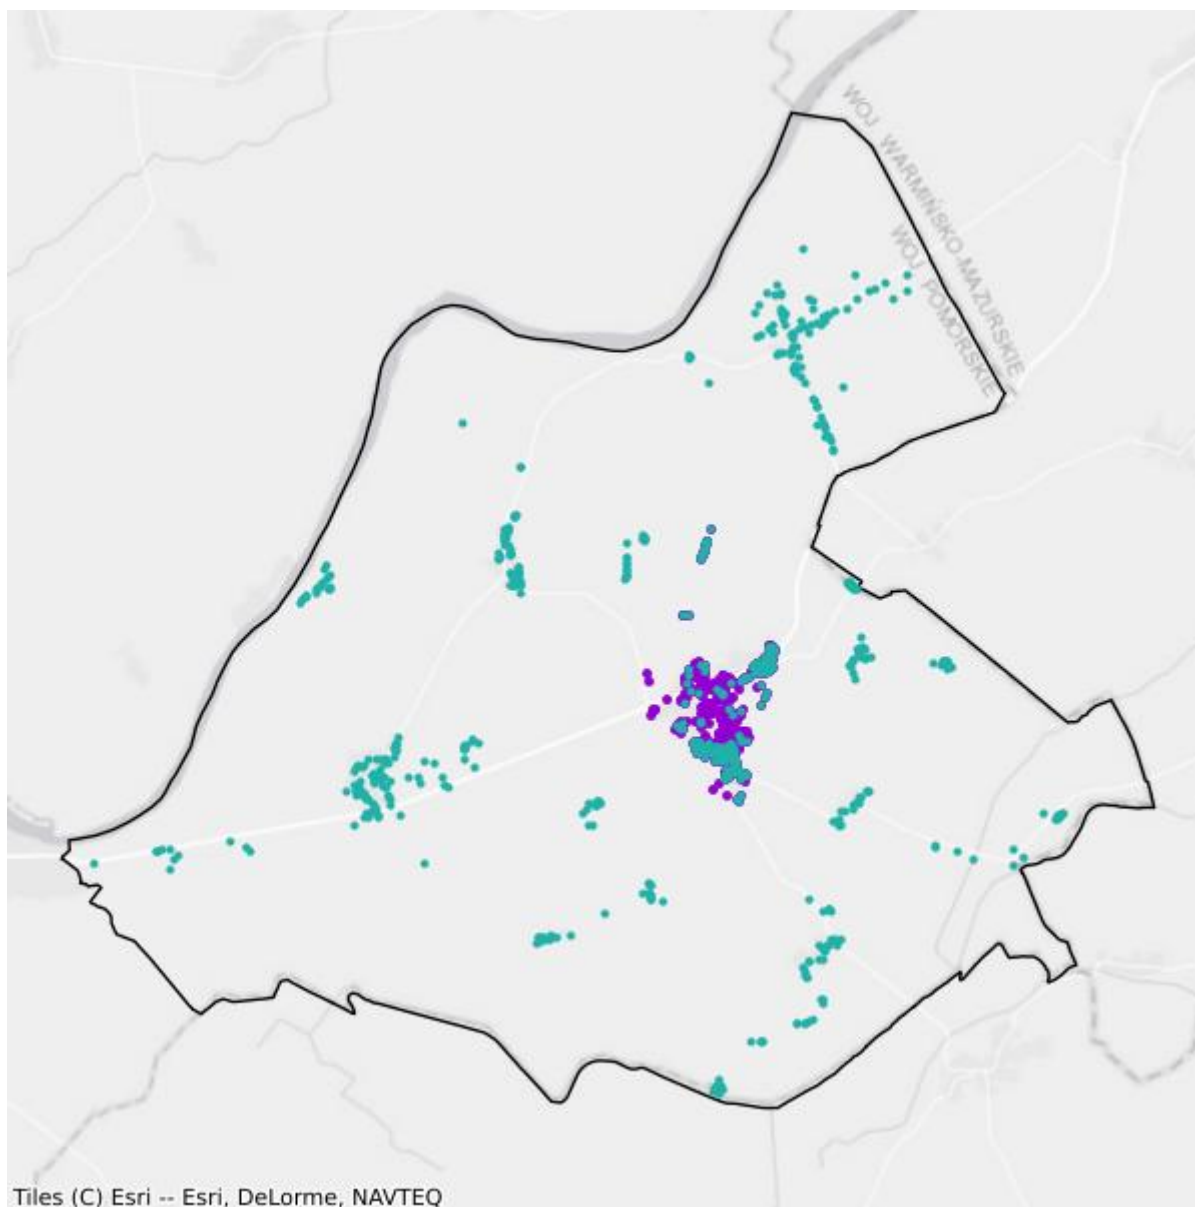 WOJ WARMIŃSKO-MAZURSKIE
WOJ POMORSKIE
Tiles (C) Esri -- Esri, DeLorme, NAVTEQ